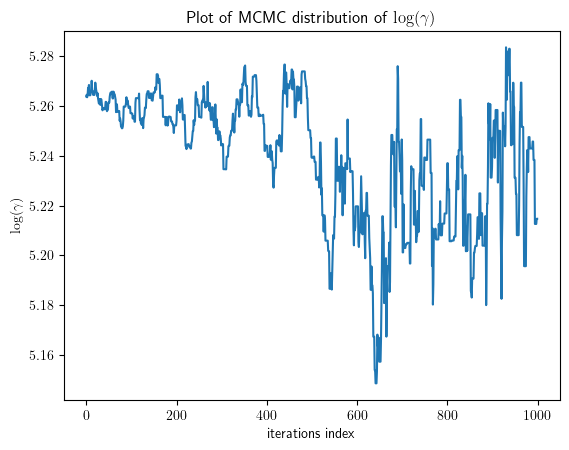 Plot of MCMC distribution of log(γ)
5.28
5.26
5.24
5.22
5.20
5.18
5.16
log(γ)
0 200 400 600 800 1000
iterations index